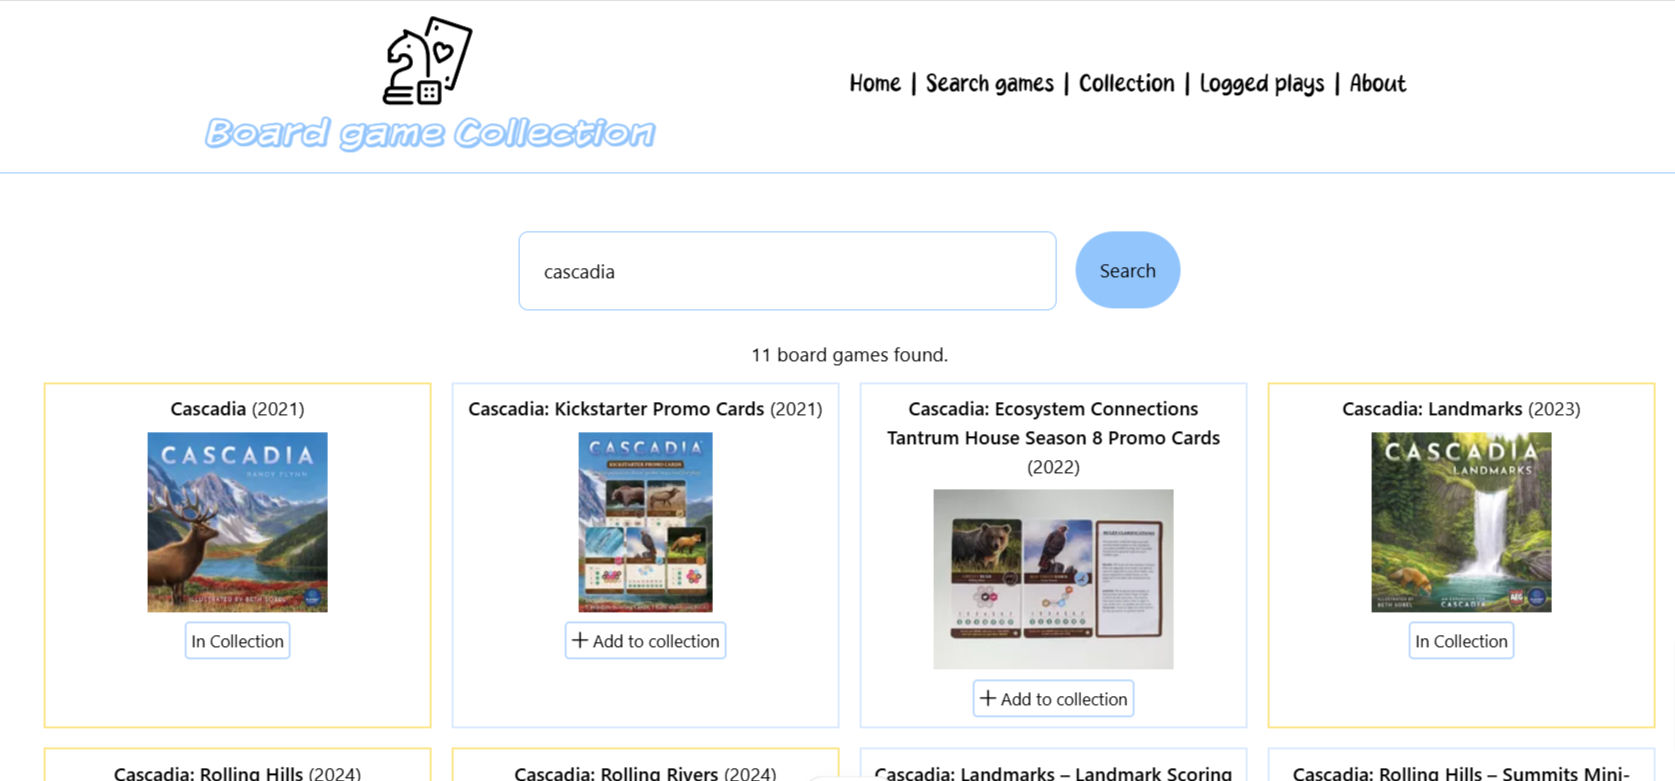 Board game Collection
Home | Search games | Collection | Logged plays | About
cascadia
Search
11 board games found.
Cascadia (2021)
CASCADIA
RANDY FLYNN
ILLUSTRATED BY BETH SOBEL
In Collection
Cascadia: Kickstarter Promo Cards (2021)
CASCADIA
KICKSTARTER PROMO CARDS
+ Add to collection
Cascadia: Ecosystem Connections
Tantrum House Season 8 Promo Cards
(2022)
+ Add to collection
Cascadia: Landmarks (2023)
CASCADIA
LANDMARKS
ILLUSTRATED BY
BETH SOBEL
CASCADIA
AEG
In Collection
Cascadia: Rolling Hills (2024)
Cascadia: Rolling Rivers (2024)
Cascadia: Landmarks – Landmark Scoring
Cascadia: Rolling Hills – Summits Mini-